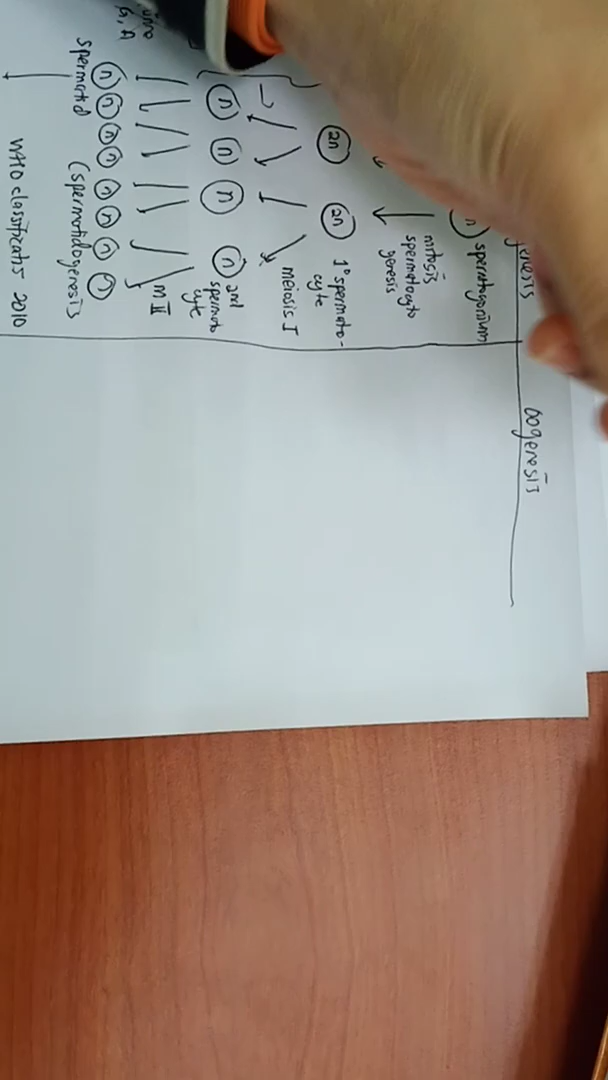 oogenesis
n spermatogonium
mitosis
spermatocyto
genesis
2n 2n 1° spermato-
cyte
meiosis I
n n n n 2nd
spermato
cyte
M II
n n n n n n n n
spermatid (spermatidogenesis
G, A
WHO classificatis 2010